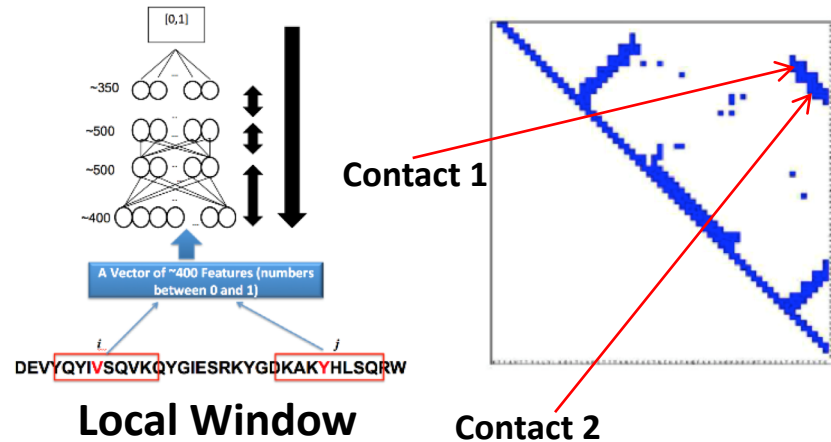 [0,1]
...
~350
...
~500
...
~500
...
~400
...
A Vector of ~400 Features (numbers
between 0 and 1)
i
j
DEVYQYIVSQVKQYGIESRKYGDKAKYHLSQRW
Local Window
Contact 1
Contact 2